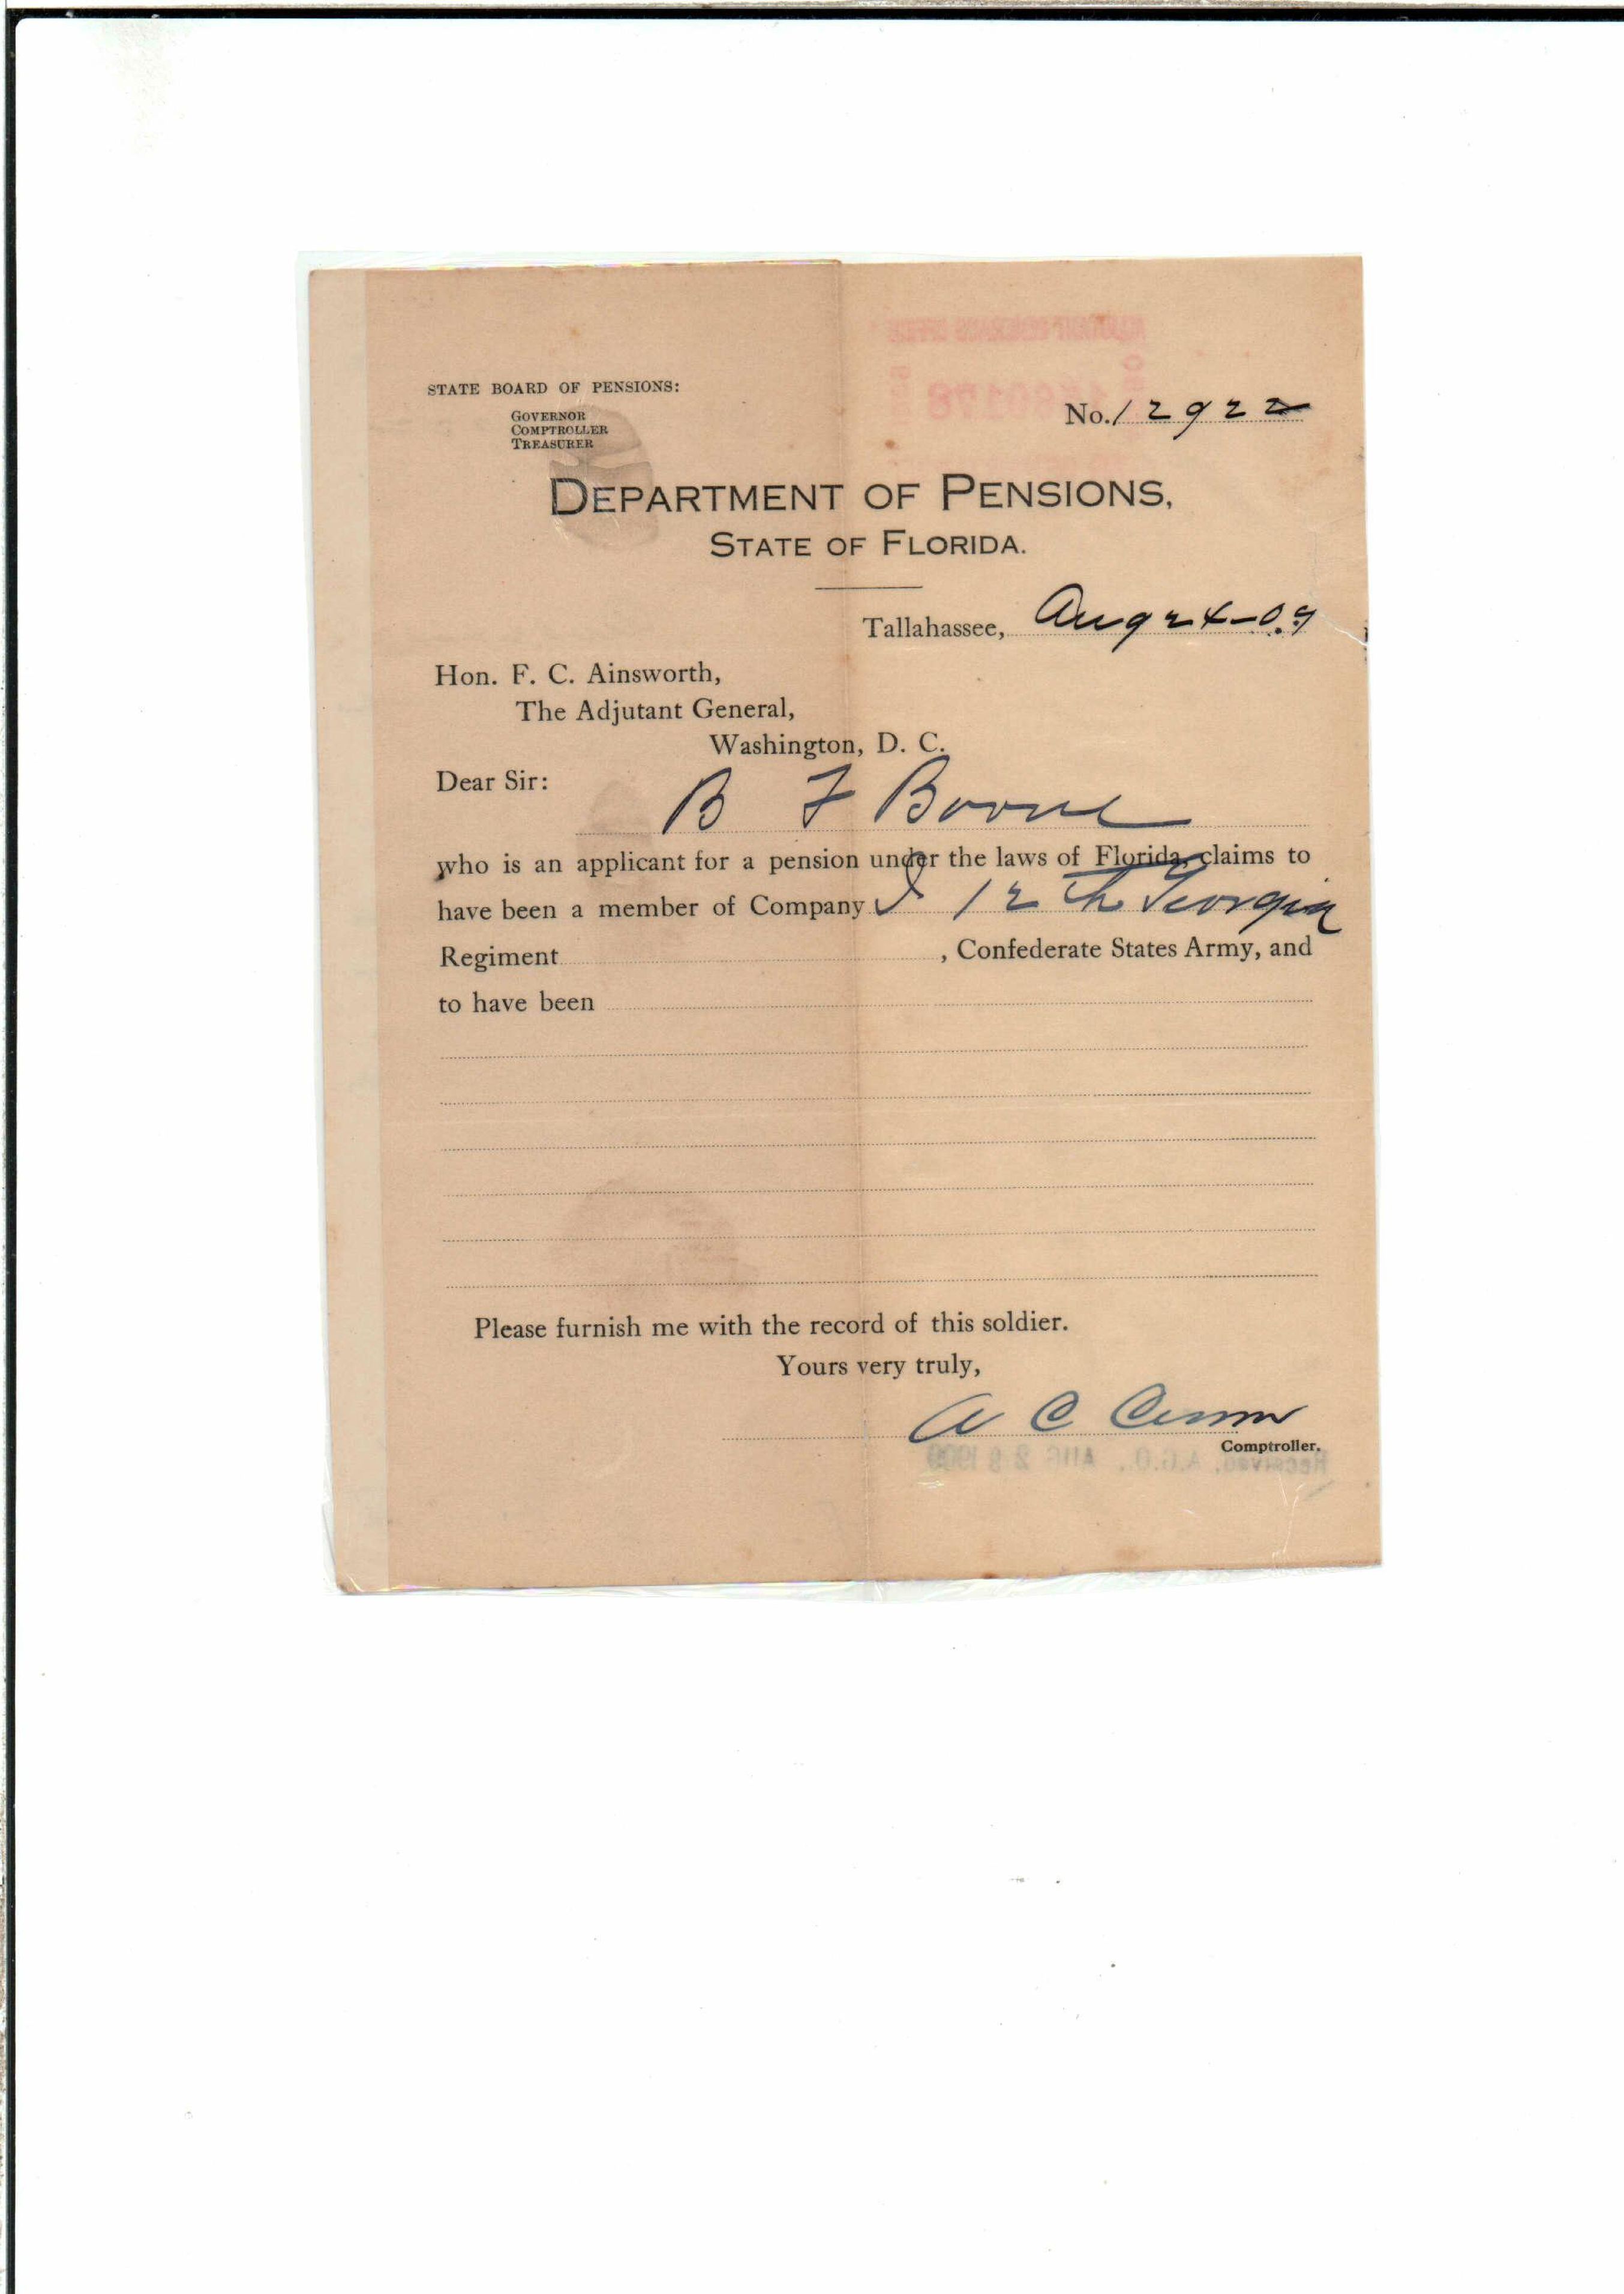 STATE BOARD OF PENSIONS:
GOVERNOR
COMPTROLLER
TREASURER
No. 12922
DEPARTMENT OF PENSIONS,
STATE OF FLORIDA.
Tallahassee, Aug 24-09
Hon. F. C. Ainsworth,
The Adjutant General,
Washington, D. C.
Dear Sir:
B F Boone
who is an applicant for a pension under the laws of Florida, claims to
have been a member of Company I 12th Georgia
Regiment , Confederate States Army, and
to have been
Please furnish me with the record of this soldier.
Yours very truly,
A C Croom
Comptroller.
Received, A.G.O., AUG 28 1909